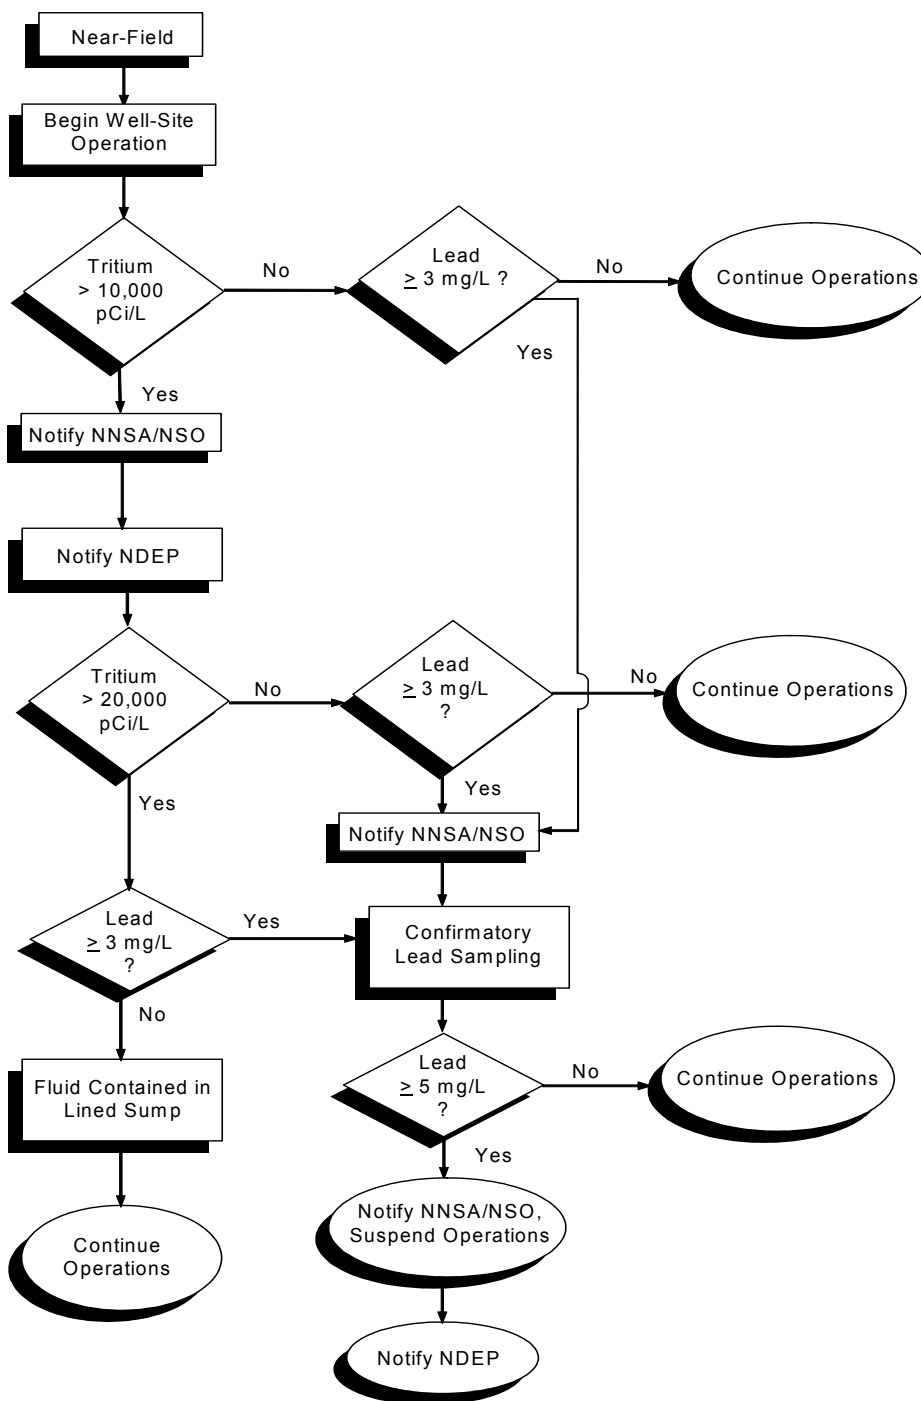 Near-Field
Begin Well-Site
Operation
Tritium
> 10,000
pCi/L
No
Lead
≥ 3 mg/L ?
No
Continue Operations
Yes
Yes
Notify NNSA/NSO
Notify NDEP
Tritium
> 20,000
pCi/L
No
Lead
≥ 3 mg/L
?
No
Continue Operations
Yes
Yes
Notify NNSA/NSO
Lead
≥ 3 mg/L
?
Yes
Confirmatory
Lead Sampling
No
Fluid Contained in
Lined Sump
Lead
≥ 5 mg/L
?
No
Continue Operations
Yes
Continue
Operations
Notify NNSA/NSO,
Suspend Operations
Notify NDEP